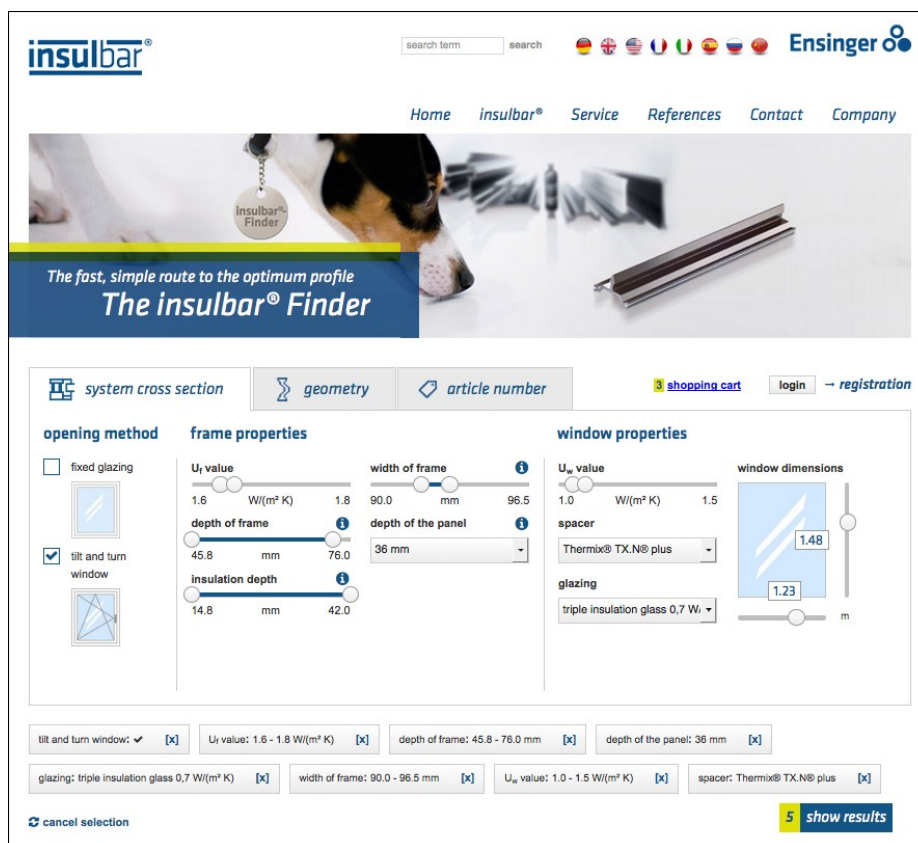 insulbar®
search term search
Ensinger
Home insulbar® Service References Contact Company
insulbar®-
Finder
The fast, simple route to the optimum profile
The insulbar® Finder
system cross section geometry article number 3 shopping cart login → registration
opening method frame properties window properties
fixed glazing
Uf value width of frame Uw value window dimensions
1.6 W/(m² K) 1.8 90.0 mm 96.5 1.0 W/(m² K) 1.5
depth of frame depth of the panel spacer
45.8 mm 76.0 36 mm Thermix® TX.N® plus 1.48
tilt and turn
window
insulation depth glazing 1.23
14.8 mm 42.0 triple insulation glass 0,7 W/ m
tilt and turn window: ✔ [x] Uf value: 1.6 - 1.8 W/(m² K) [x] depth of frame: 45.8 - 76.0 mm [x] depth of the panel: 36 mm [x]
glazing: triple insulation glass 0,7 W/(m² K) [x] width of frame: 90.0 - 96.5 mm [x] Uw value: 1.0 - 1.5 W/(m² K) [x] spacer: Thermix® TX.N® plus [x]
cancel selection 5 show results